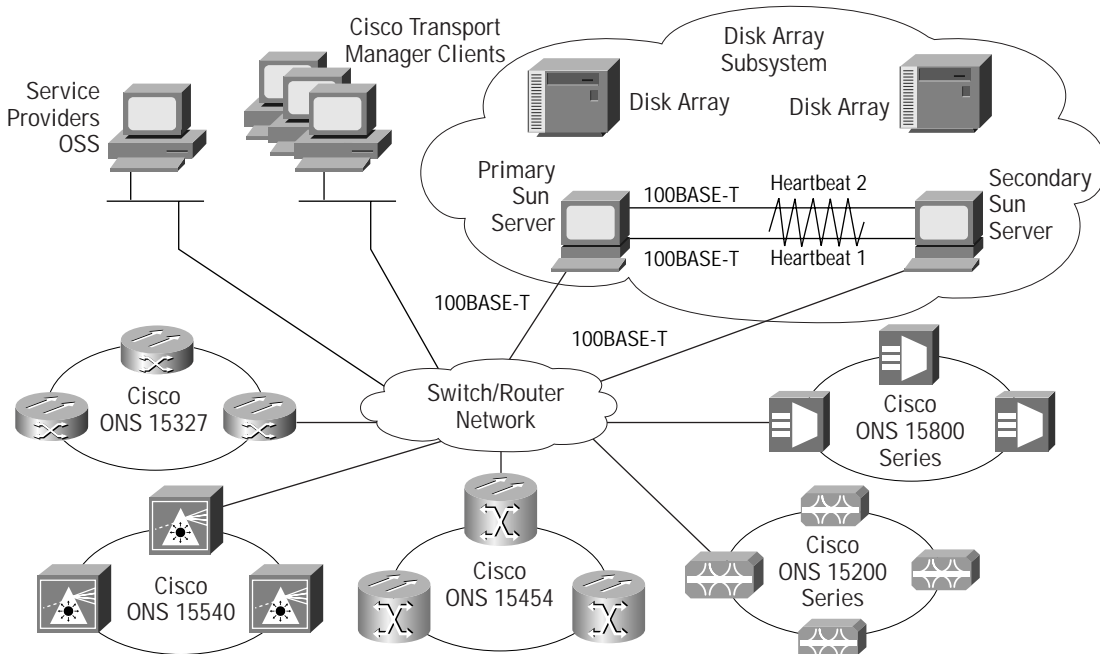 Cisco Transport
Manager Clients
Service
Providers
OSS
Disk Array
Subsystem
Disk Array
Disk Array
Primary
Sun
Server
100BASE-T
Heartbeat 2
Secondary
Sun
Server
100BASE-T
Heartbeat 1
100BASE-T
100BASE-T
Cisco
ONS 15327
Switch/Router
Network
Cisco
ONS 15800
Series
Cisco
ONS 15540
Cisco
ONS 15454
Cisco
ONS 15200
Series